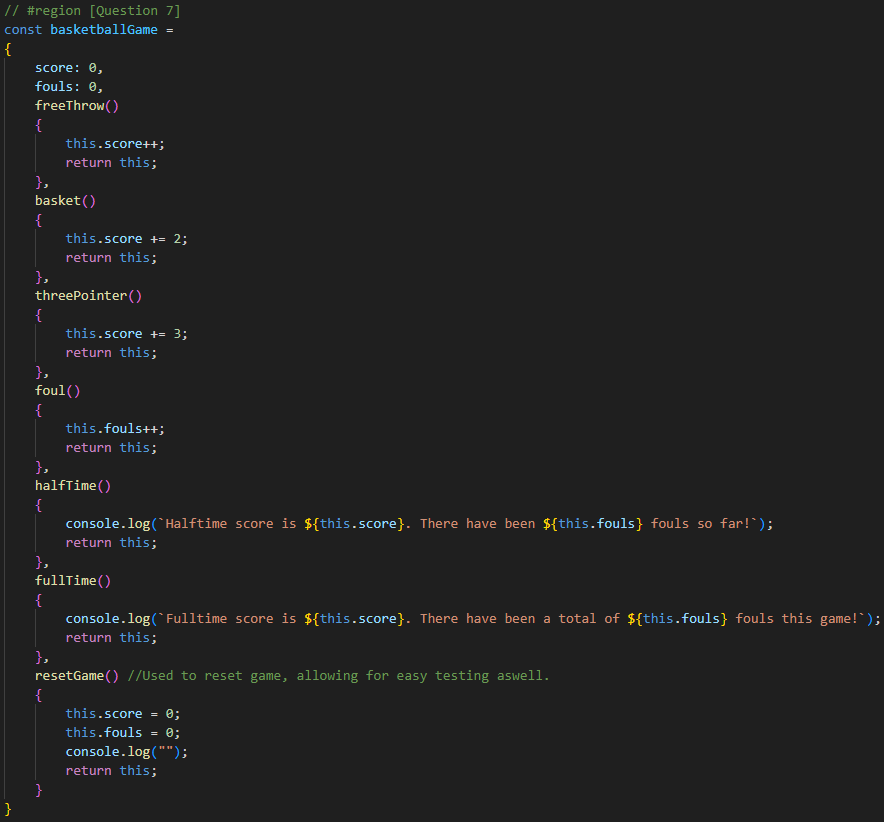 // #region [Question 7]
const basketballGame =
{
    score: 0,
    fouls: 0,
    freeThrow()
    {
        this.score++;
        return this;
    },
    basket()
    {
        this.score += 2;
        return this;
    },
    threePointer()
    {
        this.score += 3;
        return this;
    },
    foul()
    {
        this.fouls++;
        return this;
    },
    halfTime()
    {
        console.log(`Halftime score is ${this.score}. There have been ${this.fouls} fouls so far!`);
        return this;
    },
    fullTime()
    {
        console.log(`Fulltime score is ${this.score}. There have been a total of ${this.fouls} fouls this game!`);
        return this;
    },
    resetGame() //Used to reset game, allowing for easy testing aswell.
    {
        this.score = 0;
        this.fouls = 0;
        console.log("");
        return this;
    }
}